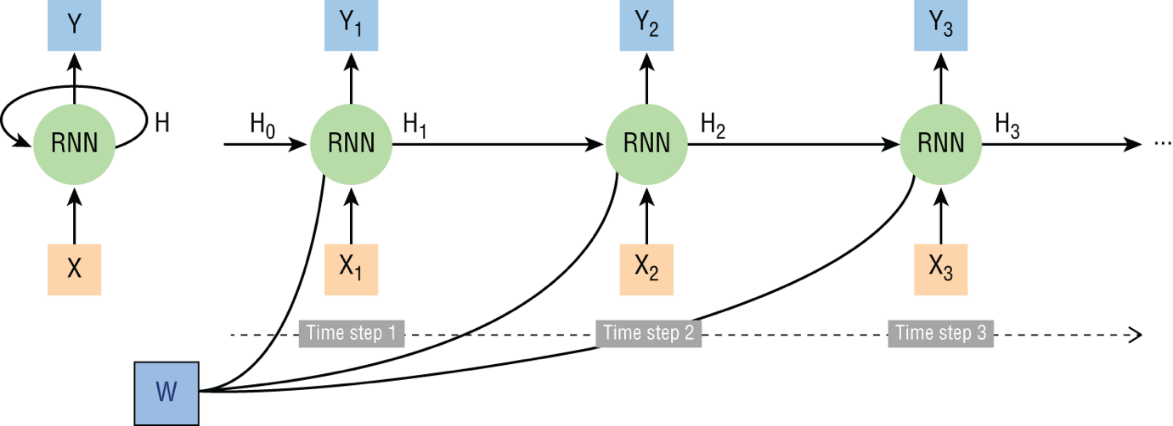 Y
Y₁
Y₂
Y₃
H
H₀
H₁
H₂
H₃
RNN
RNN
RNN
RNN
...
X
X₁
X₂
X₃
Time step 1
Time step 2
Time step 3
W